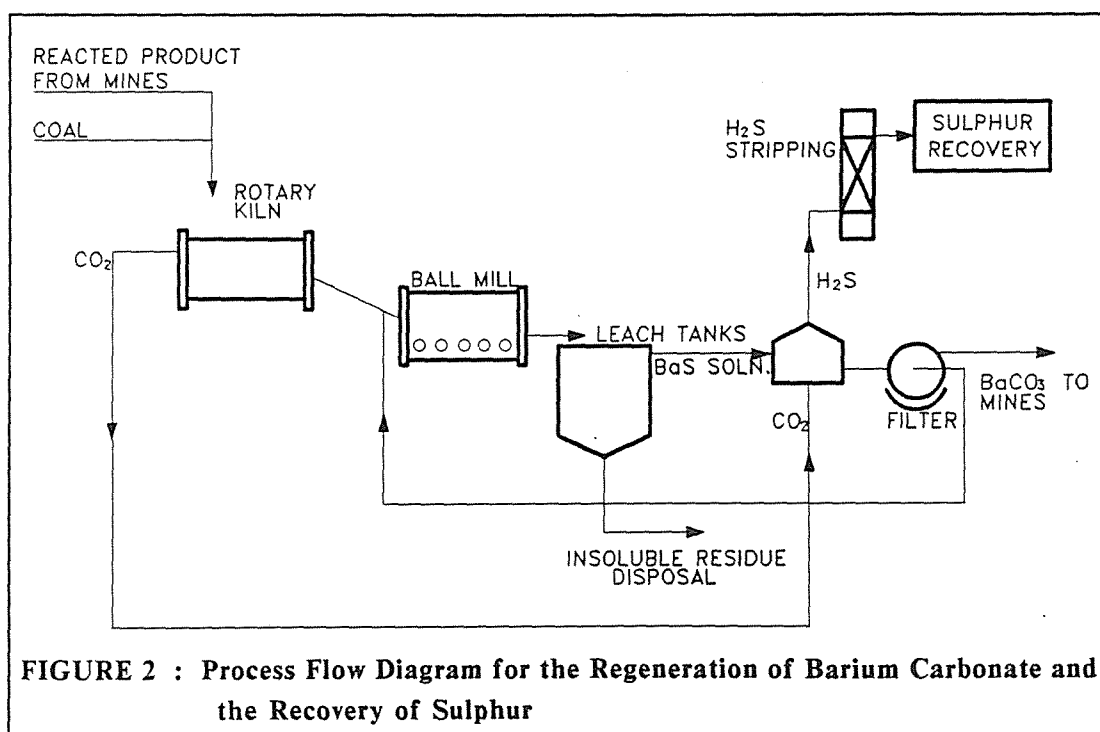 REACTED PRODUCT
FROM MINES
COAL
ROTARY
KILN
CO₂
BALL MILL
LEACH TANKS
BaS SOLN.
H₂S
STRIPPING
SULPHUR
RECOVERY
H₂S
CO₂
FILTER
BaCO₃ TO
MINES
INSOLUBLE RESIDUE
DISPOSAL
FIGURE 2 : Process Flow Diagram for the Regeneration of Barium Carbonate and
the Recovery of Sulphur